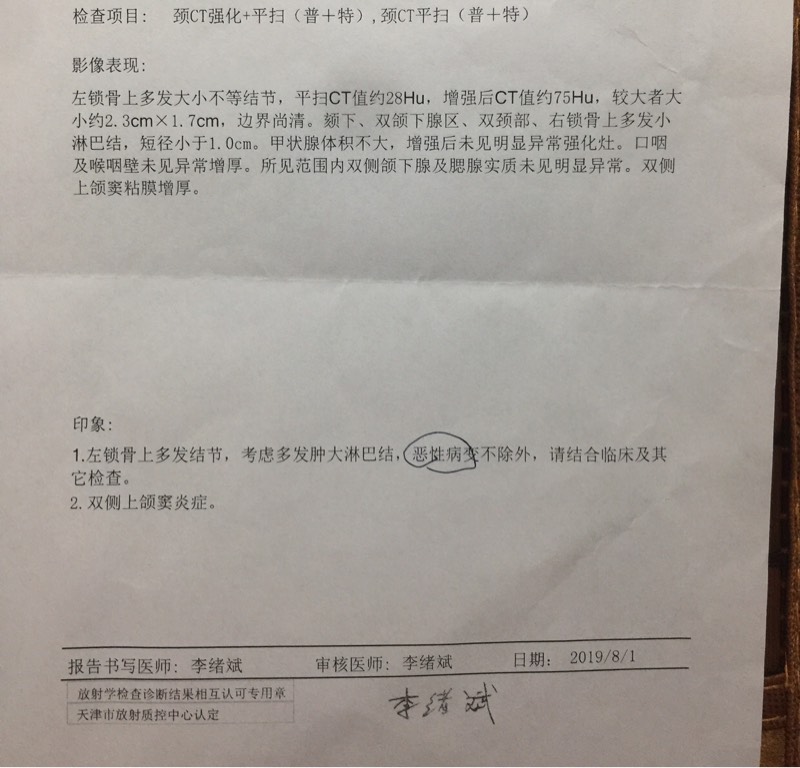 检查项目: 颈CT强化+平扫（普＋特）,颈CT平扫（普＋特）
影像表现:
左锁骨上多发大小不等结节，平扫CT值约28Hu，增强后CT值约75Hu，较大者大
小约2.3cm×1.7cm，边界尚清。颏下、双颌下腺区、双颈部、右锁骨上多发小
淋巴结，短径小于1.0cm。甲状腺体积不大，增强后未见明显异常强化灶。口咽
及喉咽壁未见异常增厚。所见范围内双侧颌下腺及腮腺实质未见明显异常。双侧
上颌窦粘膜增厚。
印象:
1.左锁骨上多发结节，考虑多发肿大淋巴结，恶性病变不除外，请结合临床及其
它检查。
2.双侧上颌窦炎症。
报告书写医师: 李绪斌 审核医师: 李绪斌 日期: 2019/8/1
放射学检查诊断结果相互认可专用章
天津市放射质控中心认定
李绪斌